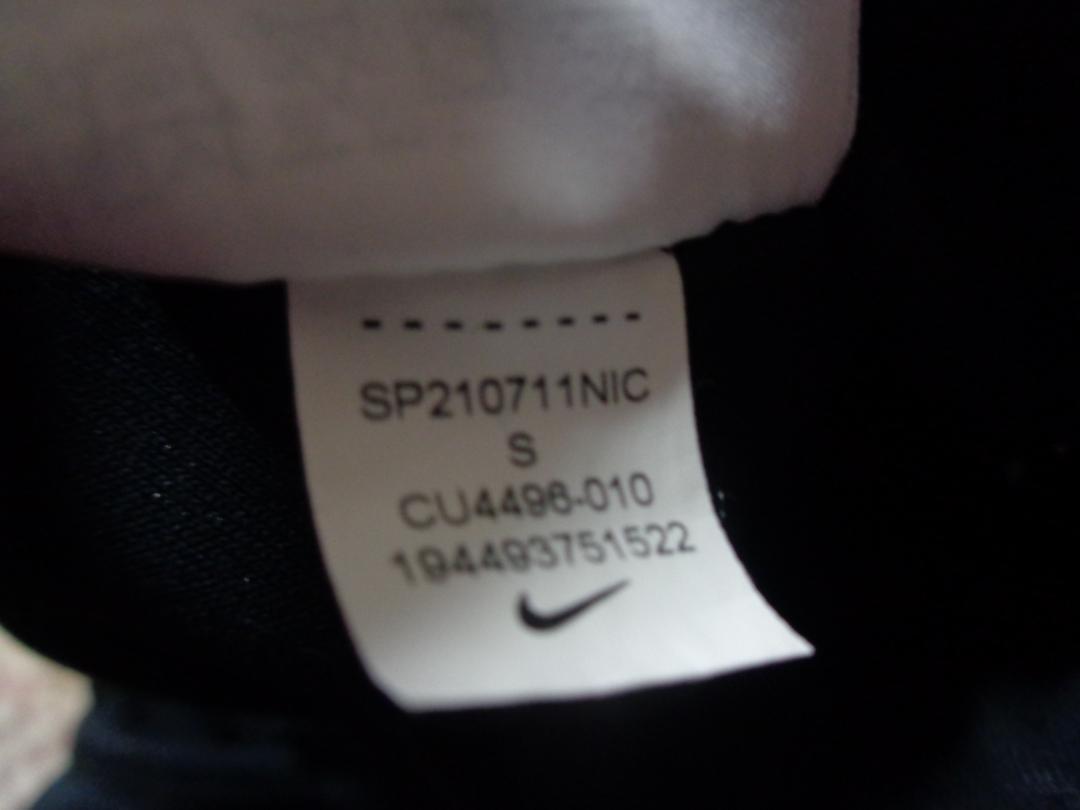 --------
SP210711NIC
S
CU4496-010
194493751522